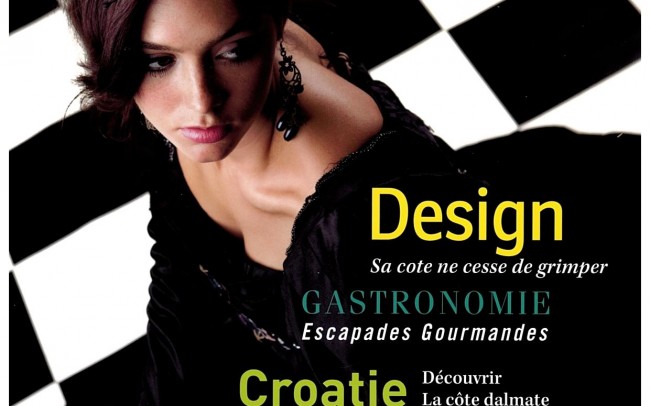 Design
Sa cote ne cesse de grimper
GASTRONOMIE
Escapades Gourmandes
Croatie
Découvrir
La côte dalmate